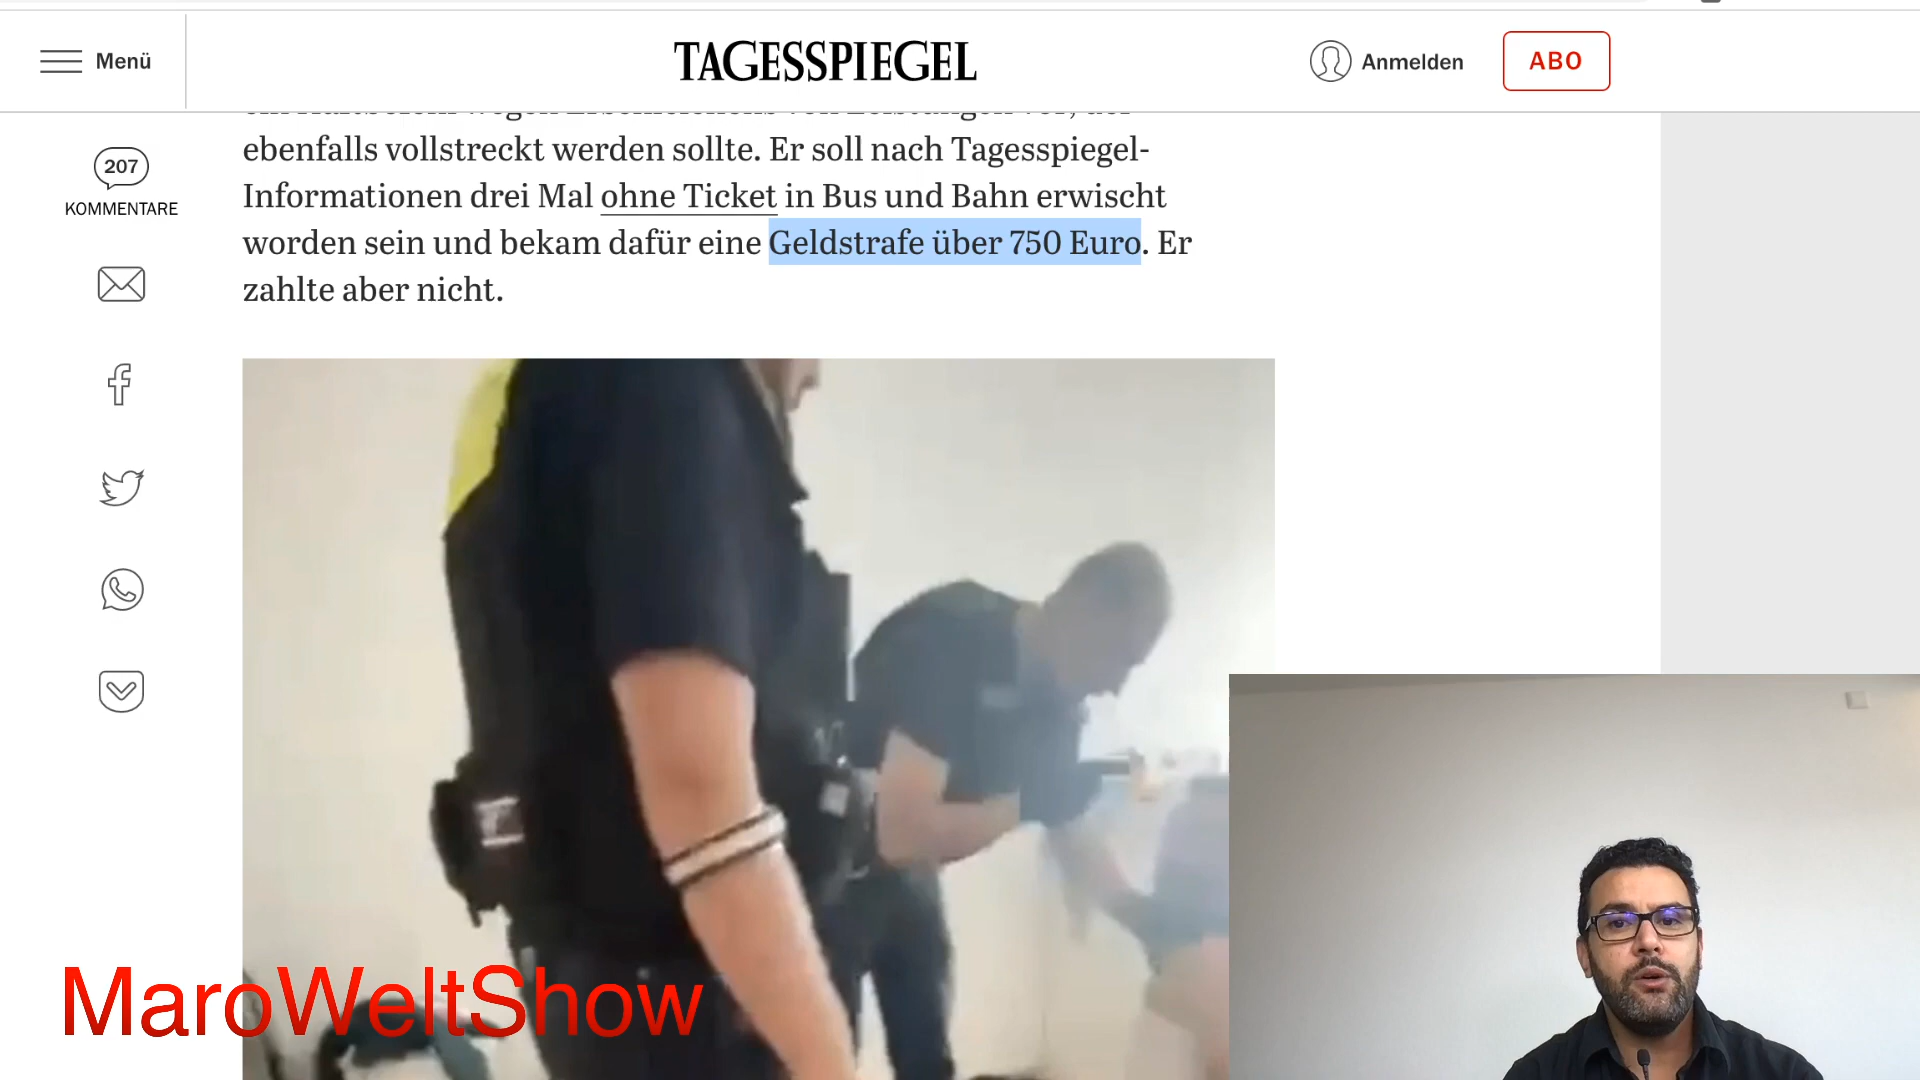 Menü
TAGESSPIEGEL
Anmelden
ABO
207
KOMMENTARE
ebenfalls vollstreckt werden sollte. Er soll nach Tagesspiegel-
Informationen drei Mal ohne Ticket in Bus und Bahn erwischt
worden sein und bekam dafür eine Geldstrafe über 750 Euro. Er
zahlte aber nicht.
MaroWeltShow